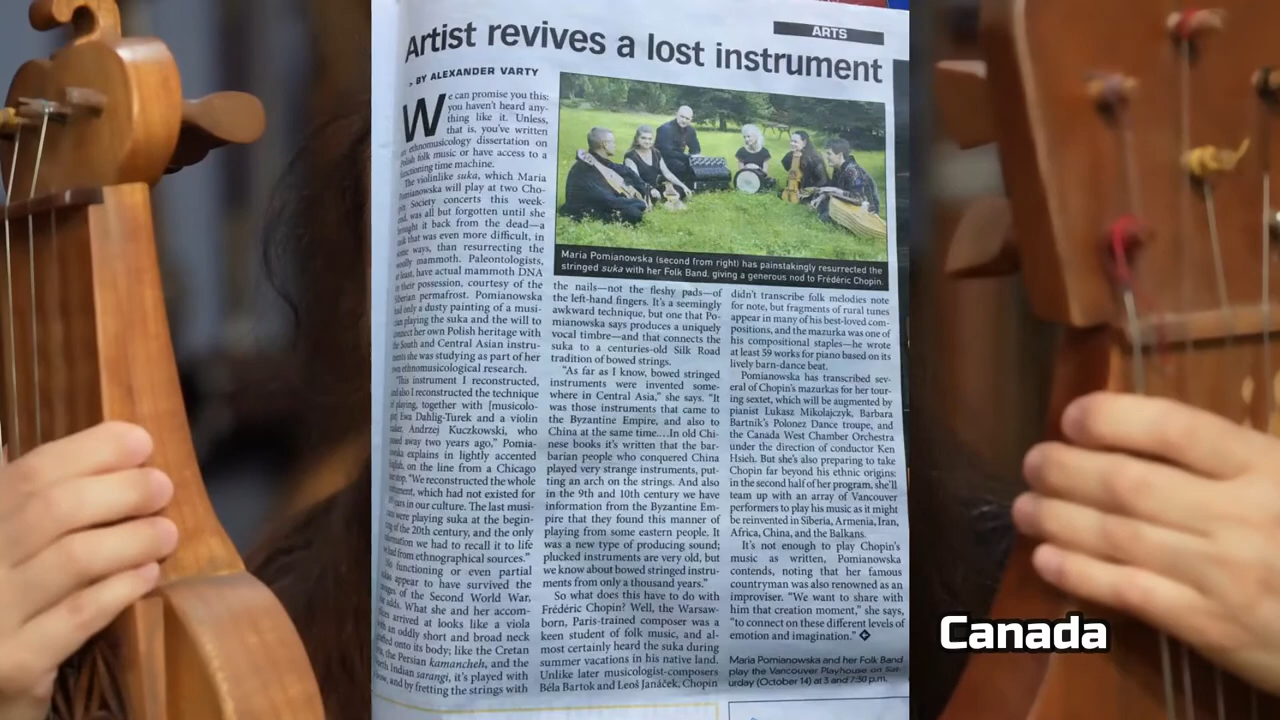 ARTS
Artist revives a lost instrument
> BY ALEXANDER VARTY
We can promise you this:
you haven't heard any-
thing like it. Unless,
that is, you've written
ethnomusicology dissertation on
Polish folk music or have access to a
functioning time machine.
The violinlike suka, which Maria
Pomianowska will play at two Cho-
Society concerts this week-
was all but forgotten until she
it back from the dead—a
that was even more difficult, in
ways, than resurrecting the
mammoth. Paleontologists,
least, have actual mammoth DNA
their possession, courtesy of the
Siberian permafrost. Pomianowska
had only a dusty painting of a musi-
playing the suka and the will to
connect her own Polish heritage with
the South and Central Asian instru-
she was studying as part of her
own ethnomusicological research.
"This instrument I reconstructed,
also I reconstructed the technique
playing, together with [musicolo-
Ewa Dahlig-Turek and a violin
Andrzej Kuczkowski, who
away two years ago," Pomia-
explains in lightly accented
on the line from a Chicago
"We reconstructed the whole
which had not existed for
in our culture. The last musi-
were playing suka at the begin-
of the 20th century, and the only
we had to recall it to life
had from ethnographical sources."
functioning or even partial
appear to have survived the
of the Second World War,
adds. What she and her accom-
arrived at looks like a viola
an oddly short and broad neck
onto its body; like the Cretan
the Persian kamancheh, and the
Indian sarangi, it's played with
and by fretting the strings with
Maria Pomianowska (second from right) has painstakingly resurrected the
stringed suka with her Folk Band, giving a generous nod to Frédéric Chopin.
the nails—not the fleshy pads—of
the left-hand fingers. It's a seemingly
awkward technique, but one that Po-
mianowska says produces a uniquely
vocal timbre—and that connects the
suka to a centuries-old Silk Road
tradition of bowed strings.
"As far as I know, bowed stringed
instruments were invented some-
where in Central Asia," she says. "It
was those instruments that came to
the Byzantine Empire, and also to
China at the same time....In old Chi-
nese books it's written that the bar-
barian people who conquered China
played very strange instruments, put-
ting an arch on the strings. And also
in the 9th and 10th century we have
information from the Byzantine Em-
pire that they found this manner of
playing from some eastern people. It
was a new type of producing sound;
plucked instruments are very old, but
we know about bowed stringed instru-
ments from only a thousand years."
So what does this have to do with
Frédéric Chopin? Well, the Warsaw-
born, Paris-trained composer was a
keen student of folk music, and al-
most certainly heard the suka during
summer vacations in his native land.
Unlike later musicologist-composers
Béla Bartok and Leoš Janáček, Chopin
didn't transcribe folk melodies note
for note, but fragments of rural tunes
appear in many of his best-loved com-
positions, and the mazurka was one of
his compositional staples—he wrote
at least 59 works for piano based on its
lively barn-dance beat.
Pomianowska has transcribed sev-
eral of Chopin's mazurkas for her tour-
ing sextet, which will be augmented by
pianist Lukasz Mikolajczyk, Barbara
Bartnik's Polonez Dance troupe, and
the Canada West Chamber Orchestra
under the direction of conductor Ken
Hsieh. But she's also preparing to take
Chopin far beyond his ethnic origins:
in the second half of her program, she'll
team up with an array of Vancouver
performers to play his music as it might
be reinvented in Siberia, Armenia, Iran,
Africa, China, and the Balkans.
It's not enough to play Chopin's
music as written, Pomianowska
contends, noting that her famous
countryman was also renowned as an
improviser. "We want to share with
him that creation moment," she says,
"to connect on these different levels of
emotion and imagination."
Maria Pomianowska and her Folk Band
play the Vancouver Playhouse on Sat-
urday (October 14) at 3 and 7:30 p.m.
Canada